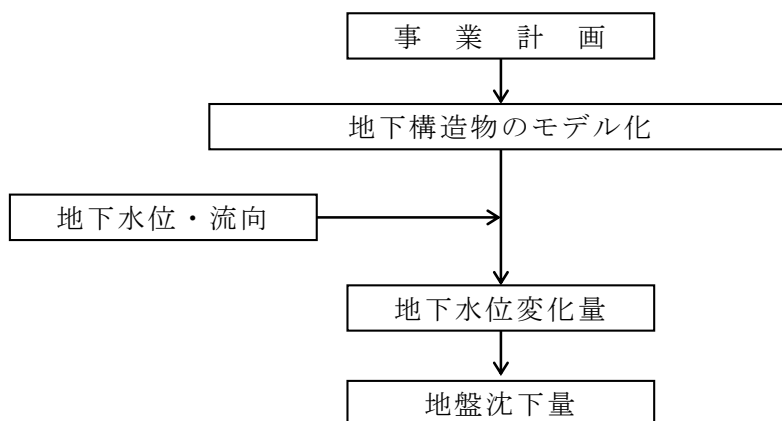 事　業　計　画
地下構造物のモデル化
地下水位・流向
地下水位変化量
地盤沈下量